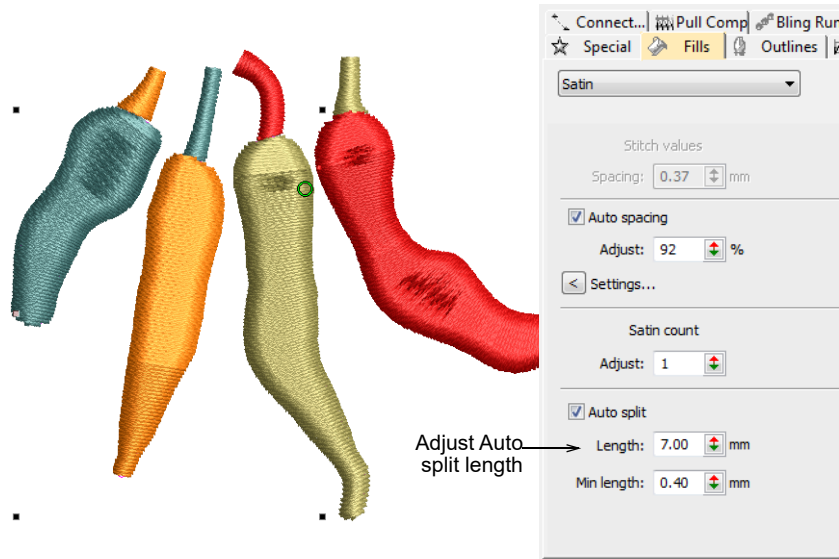 Connect... Pull Comp Bling Run
Special Fills Outlines
Satin
Stitch values
Spacing: 0.37 mm
Auto spacing
Adjust: 92 %
< Settings...
Satin count
Adjust: 1
Auto split
Adjust Auto
split length
Length: 7.00 mm
Min length: 0.40 mm